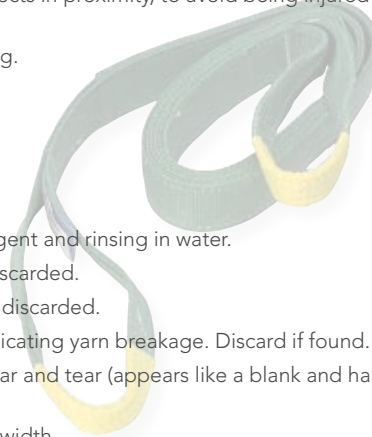 cts in proximity, to avoid being injured
g.
gent and rinsing in water.
scarded.
discarded.
icating yarn breakage. Discard if found.
ar and tear (appears like a blank and ha
width